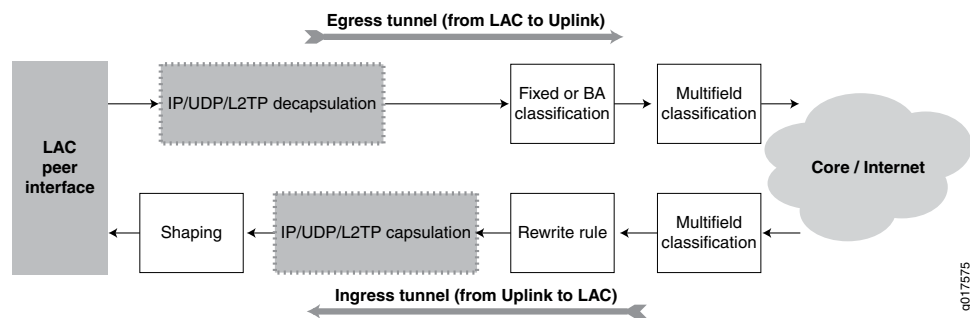 Egress tunnel (from LAC to Uplink)
LAC
peer
interface
IP/UDP/L2TP decapsulation
Fixed or BA
classification
Multifield
classification
Core / Internet
Shaping
IP/UDP/L2TP capsulation
Rewrite rule
Multifield
classification
Ingress tunnel (from Uplink to LAC)
g017575